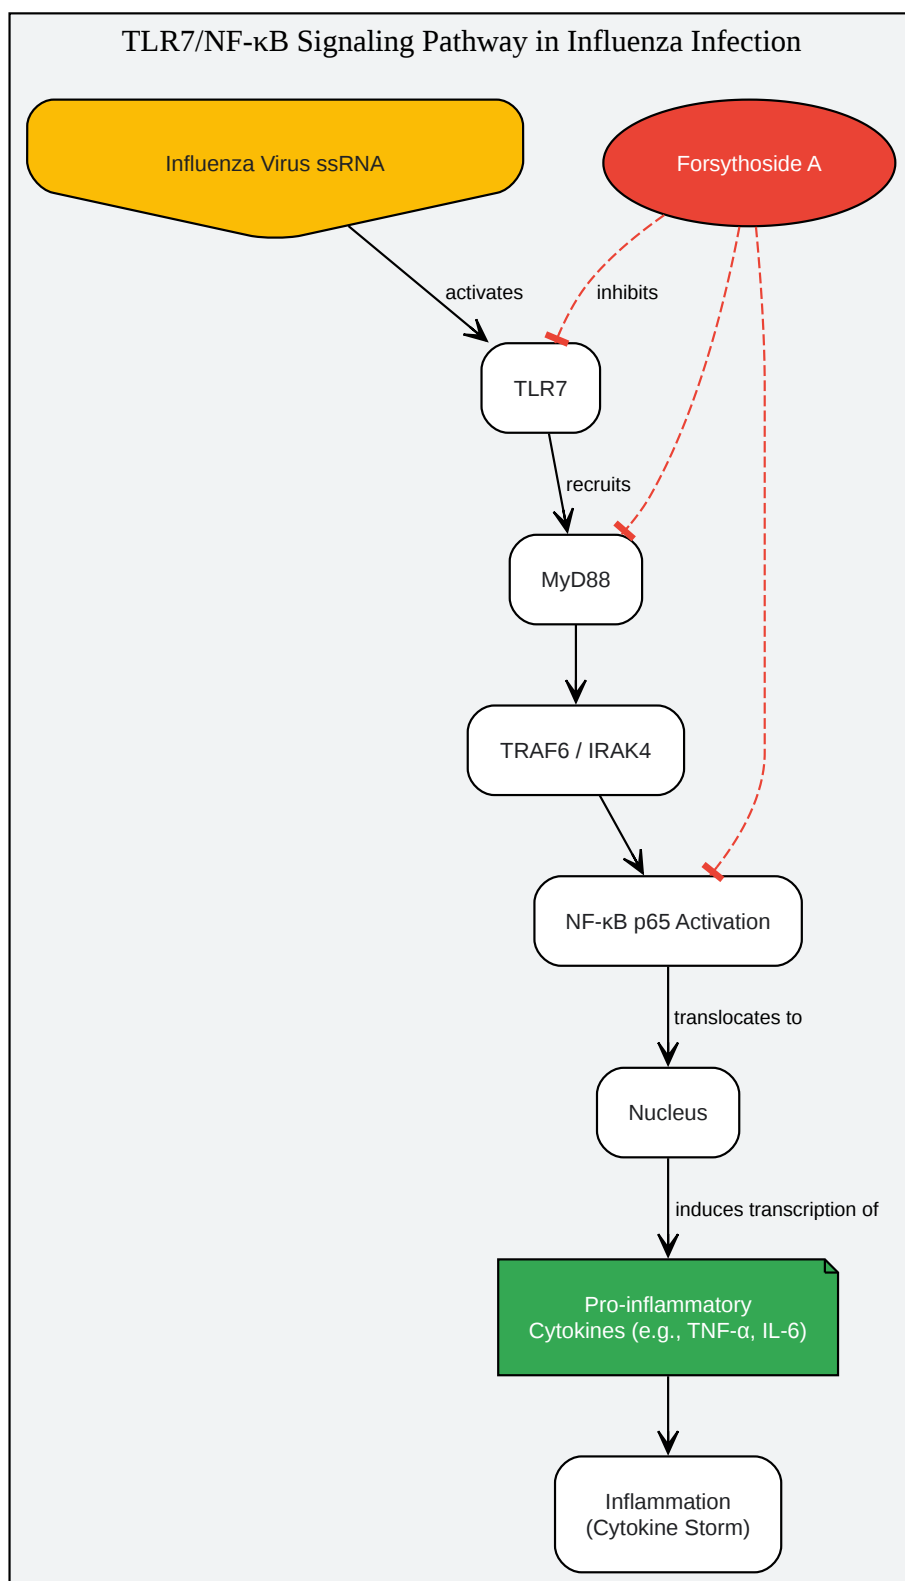 TLR7/NF-κB Signaling Pathway in Influenza Infection
Influenza Virus ssRNA
Forsythoside A
activates
inhibits
TLR7
recruits
MyD88
TRAF6 / IRAK4
NF-κB p65 Activation
translocates to
Nucleus
induces transcription of
Pro-inflammatory
Cytokines (e.g., TNF-α, IL-6)
Inflammation
(Cytokine Storm)